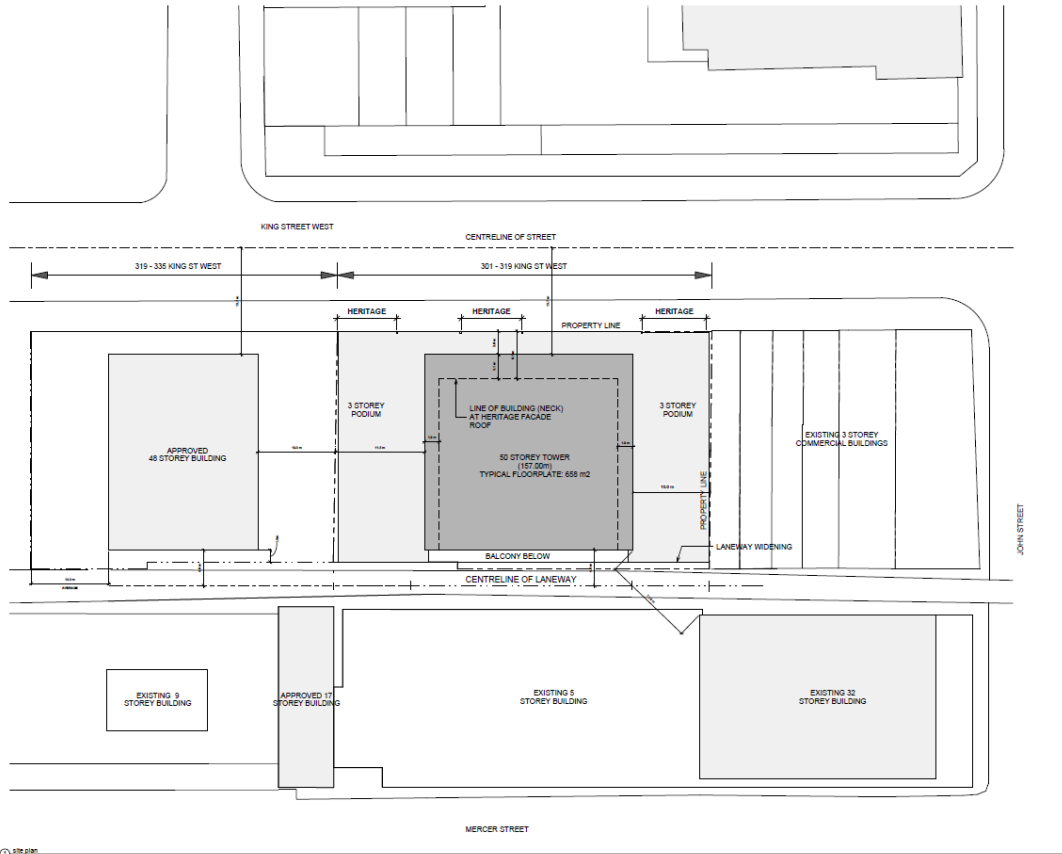 KING STREET WEST
CENTRELINE OF STREET
319 - 335 KING ST WEST
301 - 319 KING ST WEST
HERITAGE
HERITAGE
HERITAGE
PROPERTY LINE
3 STOREY
PODIUM
LINE OF BUILDING (NECK)
AT HERITAGE FACADE
ROOF
3 STOREY
PODIUM
APPROVED
48 STOREY BUILDING
50 STOREY TOWER
(157.00m)
TYPICAL FLOORPLATE: 658 m2
EXISTING 3 STOREY
COMMERCIAL BUILDINGS
PROPERTY LINE
JOHN STREET
LANEWAY WIDENING
BALCONY BELOW
CENTRELINE OF LANEWAY
EXISTING 9
STOREY BUILDING
APPROVED 17
STOREY BUILDING
EXISTING 5
STOREY BUILDING
EXISTING 32
STOREY BUILDING
MERCER STREET
site plan